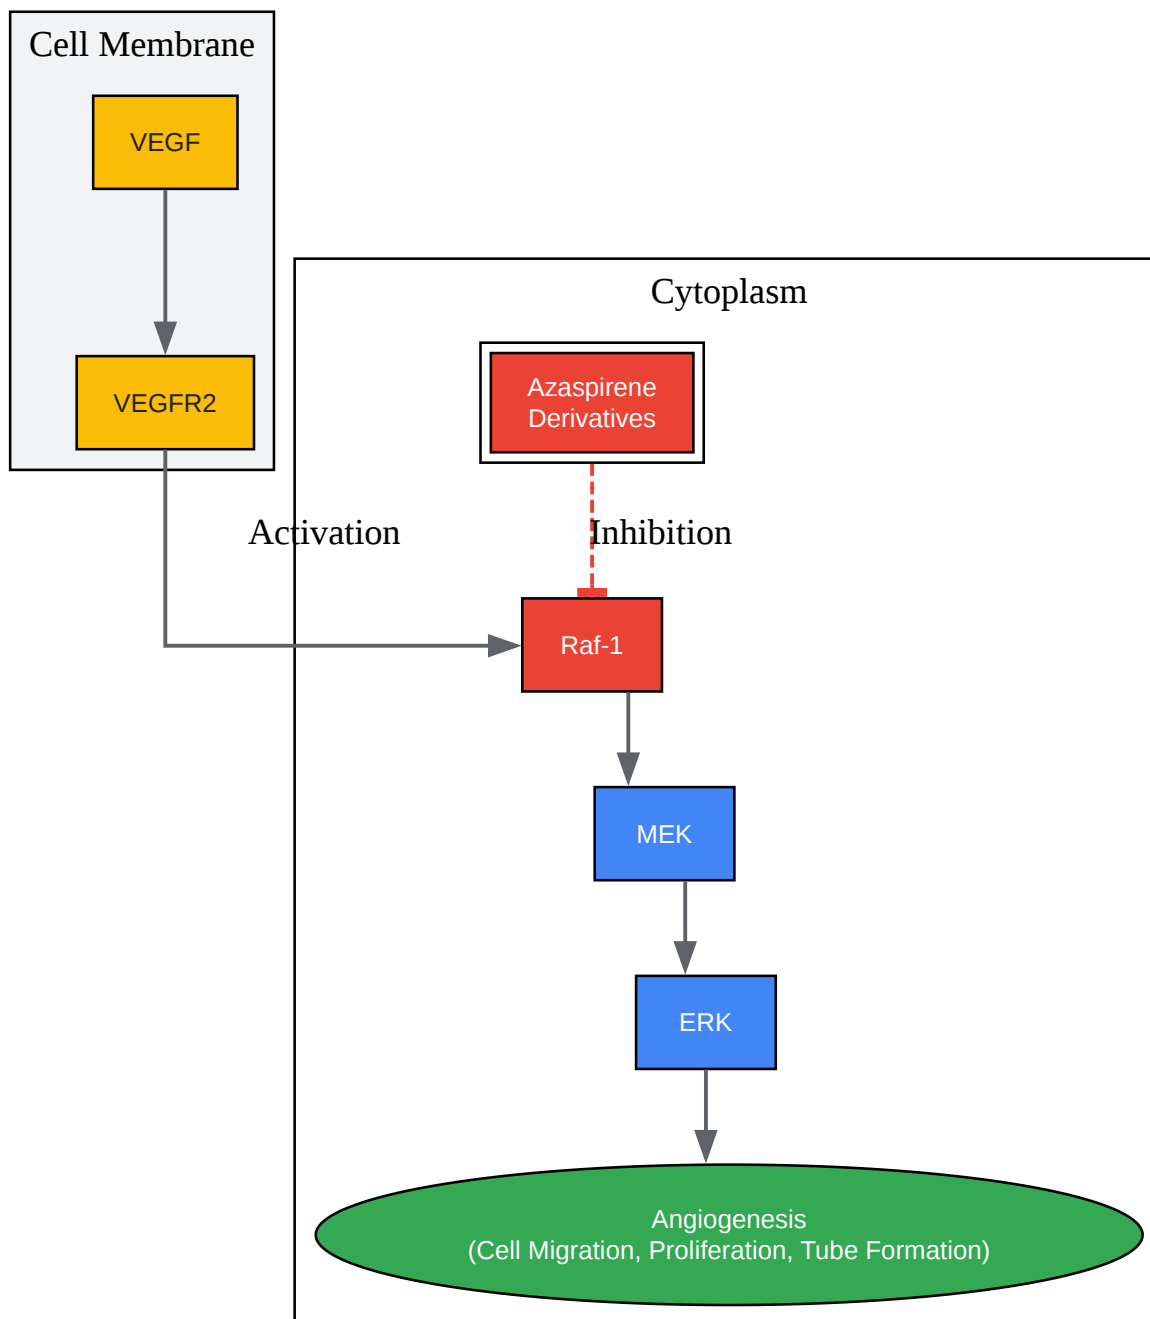 Cell Membrane
VEGF
VEGFR2
Cytoplasm
Azaspirene
Derivatives
Activation
Inhibition
Raf-1
MEK
ERK
Angiogenesis
(Cell Migration, Proliferation, Tube Formation)